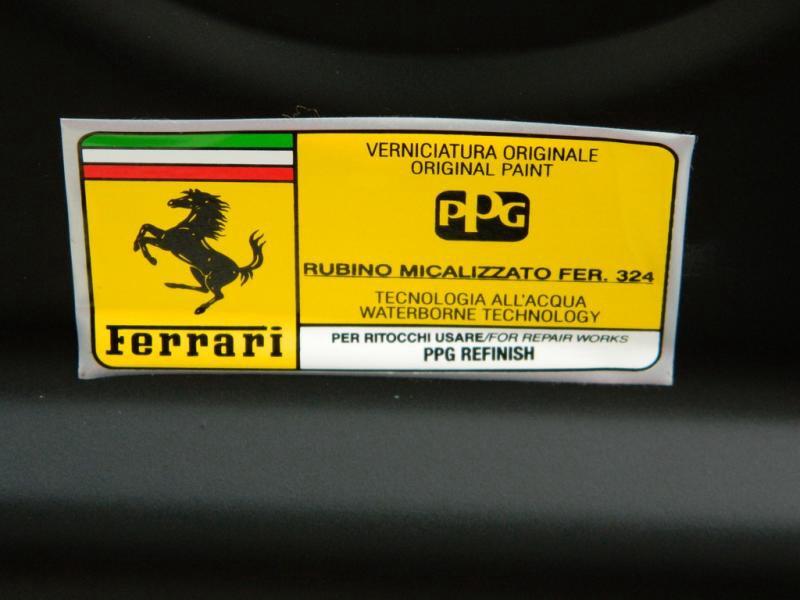 Ferrari
VERNICIATURA ORIGINALE
ORIGINAL PAINT
PPG
RUBINO MICALIZZATO FER. 324
TECNOLOGIA ALL'ACQUA
WATERBORNE TECHNOLOGY
PER RITOCCHI USARE/FOR REPAIR WORKS
PPG REFINISH